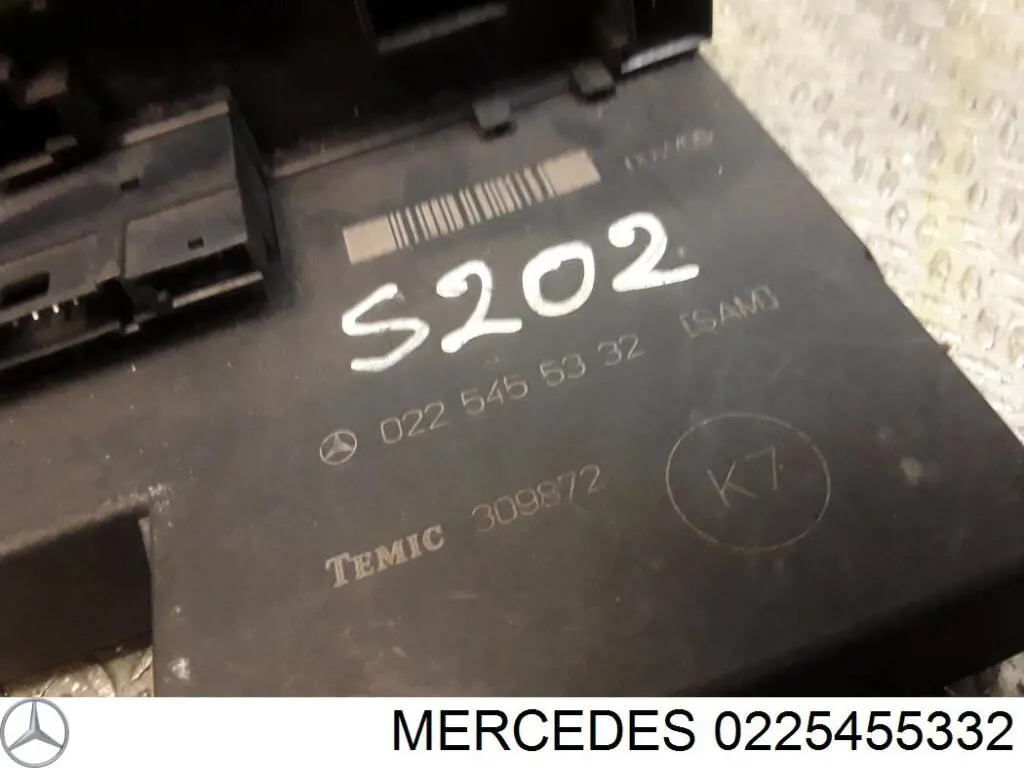 S202
022 545 53 32 [SAM]
TEMIC 309872
K7
MERCEDES 0225455332